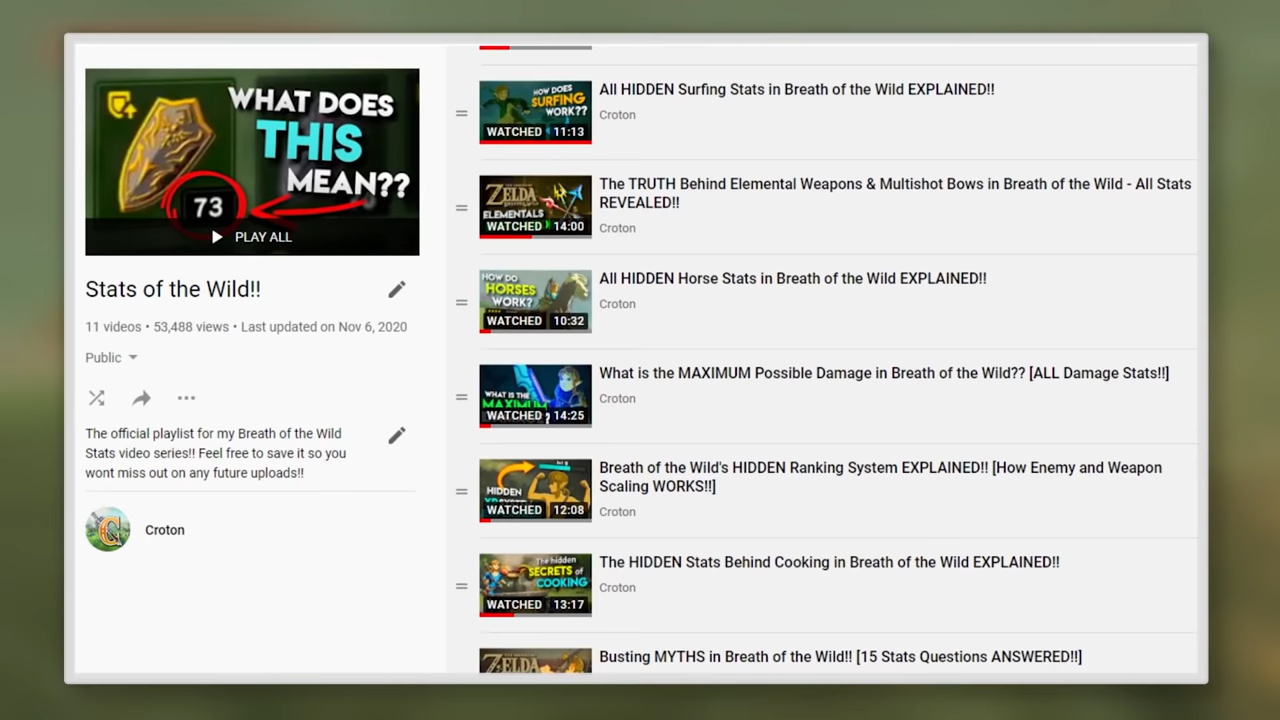 WHAT DOES
THIS
MEAN??
73
PLAY ALL
Stats of the Wild!!
11 videos • 53,488 views • Last updated on Nov 6, 2020
Public
The official playlist for my Breath of the Wild
Stats video series!! Feel free to save it so you
wont miss out on any future uploads!!
Croton
HOW DOES
SURFING
WORK??
WATCHED 11:13
All HIDDEN Surfing Stats in Breath of the Wild EXPLAINED!!
Croton
ZELDA
ELEMENTALS
WATCHED 14:00
The TRUTH Behind Elemental Weapons & Multishot Bows in Breath of the Wild - All Stats
REVEALED!!
Croton
HOW DO
HORSES
WORK?
WATCHED 10:32
All HIDDEN Horse Stats in Breath of the Wild EXPLAINED!!
Croton
WHAT IS THE
MAXIMUM
WATCHED 14:25
What is the MAXIMUM Possible Damage in Breath of the Wild?? [ALL Damage Stats!!]
Croton
HIDDEN
WATCHED 12:08
Breath of the Wild's HIDDEN Ranking System EXPLAINED!! [How Enemy and Weapon
Scaling WORKS!!]
Croton
The hidden
SECRETS of
COOKING
WATCHED 13:17
The HIDDEN Stats Behind Cooking in Breath of the Wild EXPLAINED!!
Croton
ZELDA
Busting MYTHS in Breath of the Wild!! [15 Stats Questions ANSWERED!!]